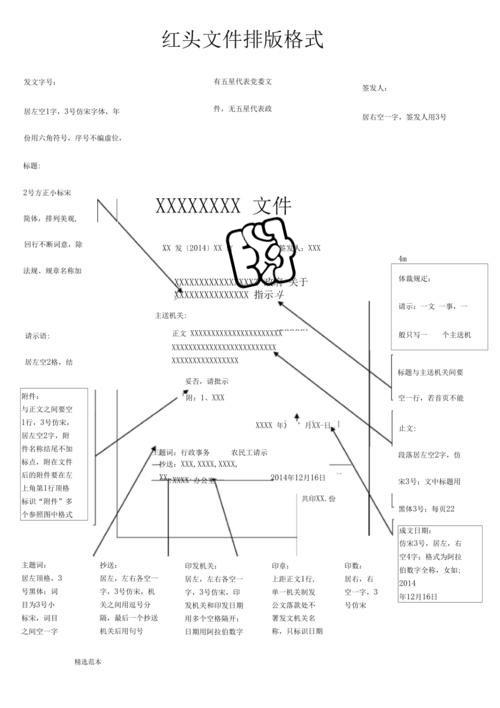 红头文件排版格式
发文字号：
居左空1字，3号仿宋字体，年
份用六角符号，序号不编虚位，
有五星代表党委文
件，无五星代表政
签发人：
居右空一字，签发人用3号
标题:
2号方正小标宋
简体，排列美观，
回行不断词意，除
法规、规章名称加
XXXXXXXX 文件
XX 发〔2014〕XX
签发人：XXX
关于
XXXXXXXXXXXXXX 指示
主送机关:
正文 XXXXXXXXXXXXXXXXXXXXXX
XXXXXXXXXXXXXXXXXXXXXXXXX
XXXXXXXXXXXXXXXX
妥否，请批示
附：1、XXX
XXXX 年 月XX-日
主题词：行政事务 农民工请示
抄送：XXX,XXXX,XXXX,
XX XXXX 办公室
2014年12月16日
共印XX.份
请示语:
居左空2格，结
附件：
与正文之间要空
1行，3号仿宋，
居左空2字，附
件名称结尾不加
标点，附在文件
后的附件要在左
上角第1行顶格
标识“附件”多
个参照图中格式
4m
体裁规定：
请示：一文 一事，一
般只写一 个主送机
标题与主送机关间要
空一行，若首页不能
止文：
段落居左空2字，仿
宋3号；文中标题用
黑体3号；每页22
成文日期：
仿宋3号，居左，右
空4字；格式为阿拉
伯数字全称，女如：
2014
年12月16日
主题词：
居左顶格，3
号黑体；词
目为3号小
标宋，词目
之间空一字
抄送：
居左，左右各空一
字，3号仿宋，机
关之间用逗号分
隔，最后一个抄送
机关后用句号
印发机关：
居左，左右各空一
字，3号仿宋，印
发机关和印发日期
用多个空格隔开；
日期用阿拉伯数字
印章：
上距正文1行，
单一机关制发
公文落款处不
署发文机关名
称，只标识日期
印数：
居右，右
空一字，3
号仿宋
精选范本